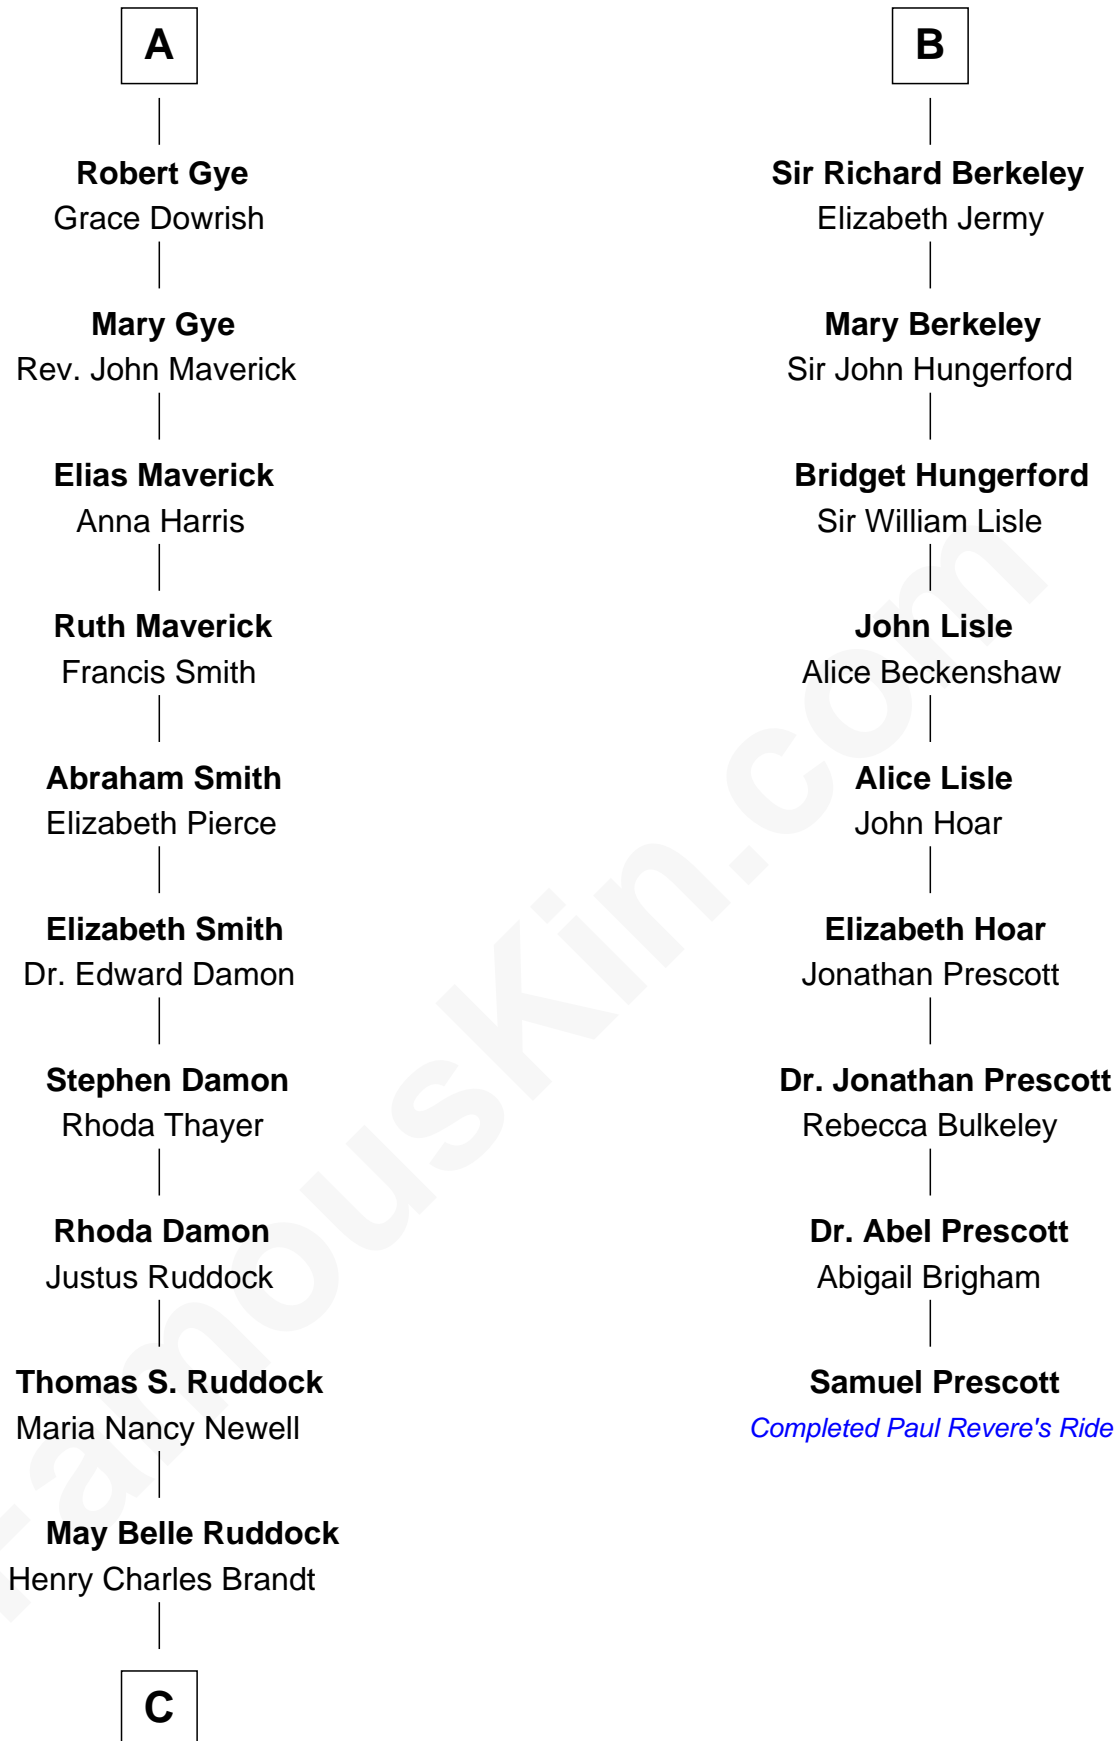 A
Robert Gye
Grace Dowrish
Mary Gye
Rev. John Maverick
Elias Maverick
Anna Harris
Ruth Maverick
Francis Smith
Abraham Smith
Elizabeth Pierce
Elizabeth Smith
Dr. Edward Damon
Stephen Damon
Rhoda Thayer
Rhoda Damon
Justus Ruddock
Thomas S. Ruddock
Maria Nancy Newell
May Belle Ruddock
Henry Charles Brandt
C
B
Sir Richard Berkeley
Elizabeth Jermy
Mary Berkeley
Sir John Hungerford
Bridget Hungerford
Sir William Lisle
John Lisle
Alice Beckenshaw
Alice Lisle
John Hoar
Elizabeth Hoar
Jonathan Prescott
Dr. Jonathan Prescott
Rebecca Bulkeley
Dr. Abel Prescott
Abigail Brigham
Samuel Prescott
Completed Paul Revere's Ride
FamousKin.com